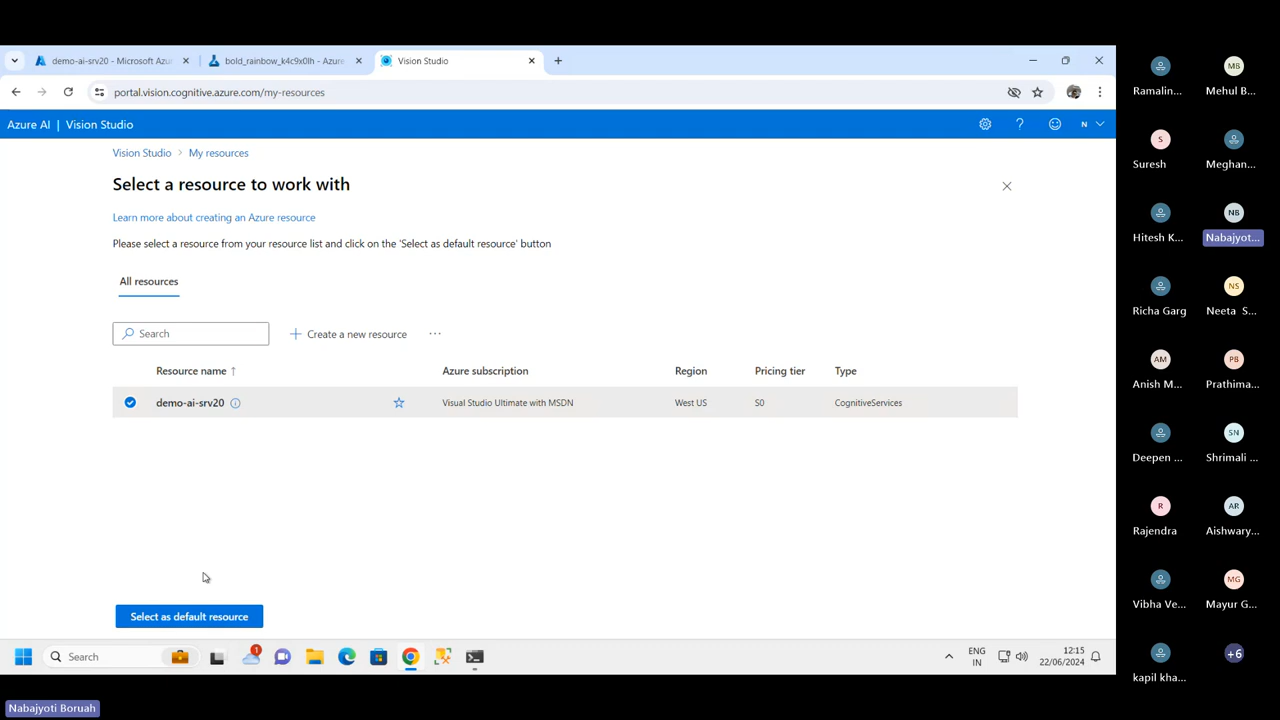 demo-ai-srv20 - Microsoft Azu
bold_rainbow_k4c9x0lh - Azure
Vision Studio
portal.vision.cognitive.azure.com/my-resources
Azure AI | Vision Studio
N
Vision Studio > My resources
Select a resource to work with
Learn more about creating an Azure resource
Please select a resource from your resource list and click on the 'Select as default resource' button
All resources
Search
Create a new resource
Resource name ↑ Azure subscription Region Pricing tier Type
demo-ai-srv20 Visual Studio Ultimate with MSDN West US S0 CognitiveServices
Select as default resource
Search
1
ENG
IN
12:15
22/06/2024
Nabajyoti Boruah
MB
Ramalin... Mehul B...
S
Suresh Meghan...
NB
Hitesh K... Nabajyot...
NS
Richa Garg Neeta S...
AM PB
Anish M... Prathima...
SN
Deepen ... Shrimali ...
R AR
Rajendra Aishwary...
MG
Vibha Ve... Mayur G...
+6
kapil kha...